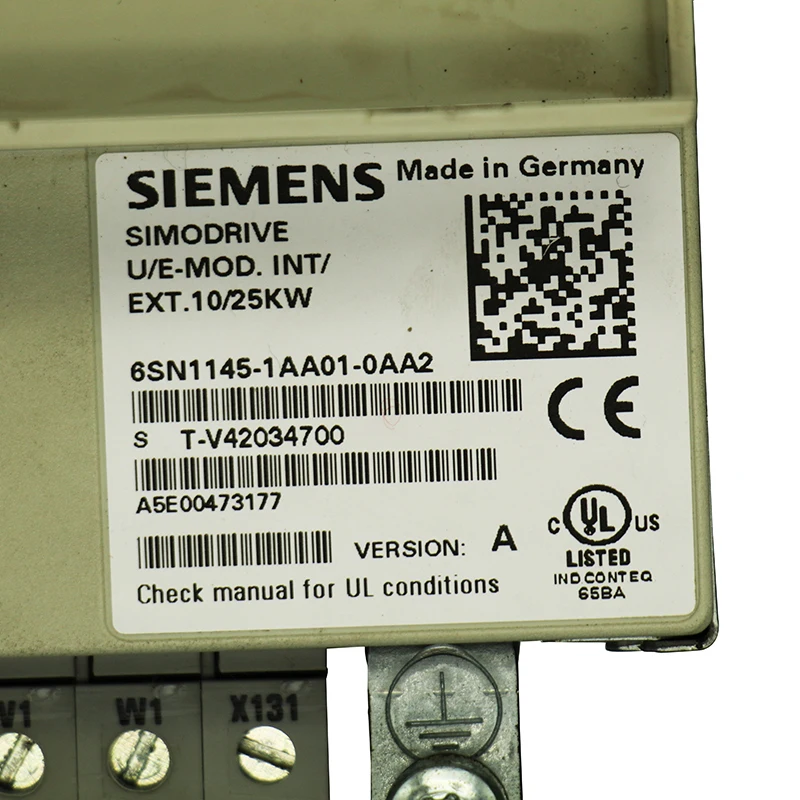 SIEMENS Made in Germany
SIMODRIVE
U/E-MOD. INT/
EXT.10/25KW
6SN1145-1AA01-0AA2
S T-V42034700
A5E00473177
VERSION: A
Check manual for UL conditions
CE
C UL US
LISTED
IND CONT EQ
65BA
W1
X131